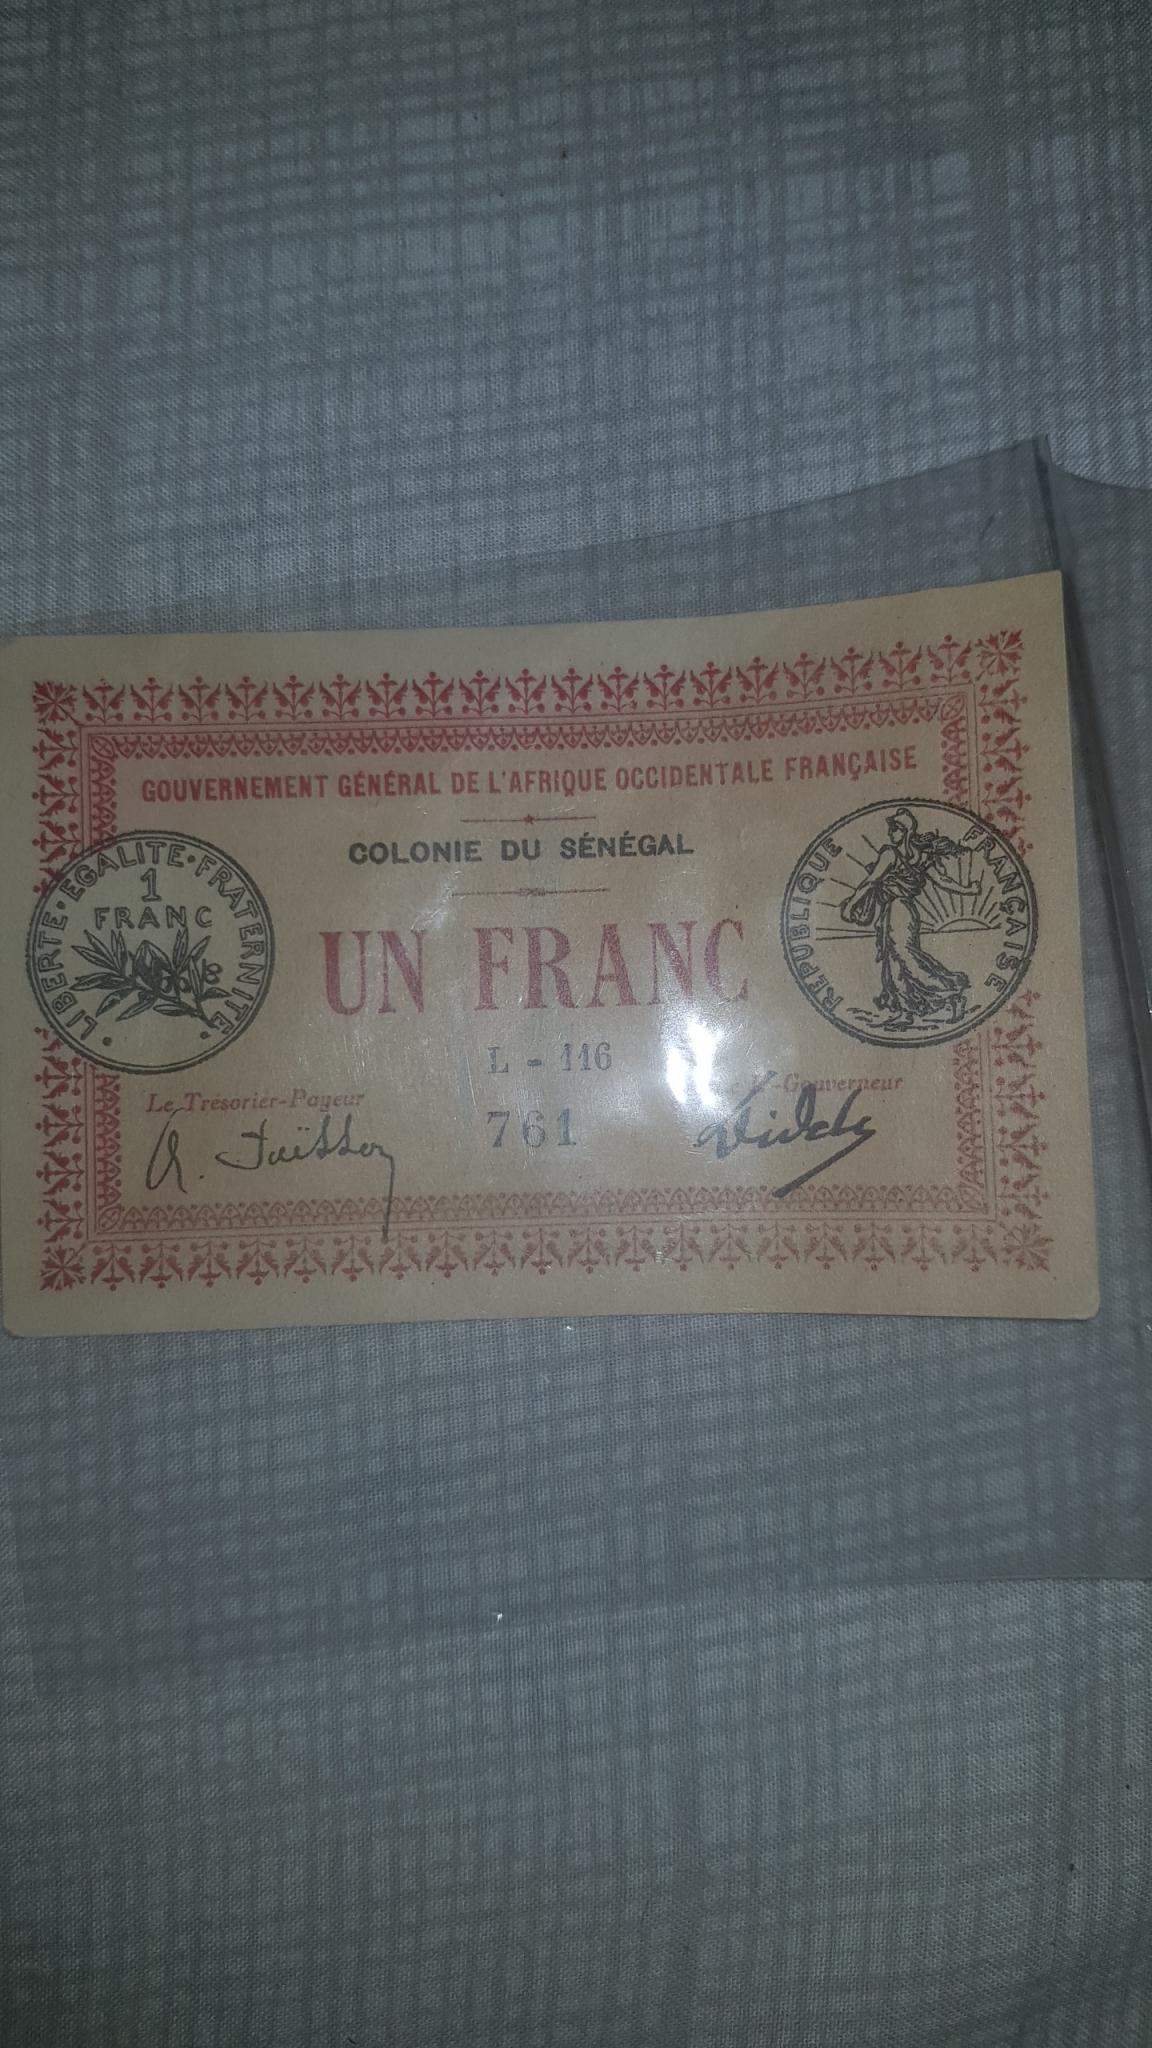 GOUVERNEMENT GÉNÉRAL DE L'AFRIQUE OCCIDENTALE FRANÇAISE
COLONIE DU SÉNÉGAL
LIBERTE · EGALITE · FRATERNITE
1
FRANC
UN FRANC
REPUBLIQUE FRANÇAISE
L - 116
Le Trésorier-Payeur
-Gouverneur
761